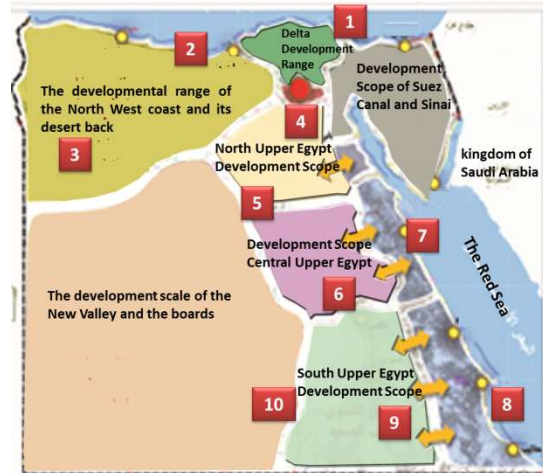 1
Delta
Development
Range
2
Development
Scope of Suez
Canal and Sinai
The developmental range
of the North West coast and its
desert back
3
4
North Upper Egypt
Development Scope
kingdom of
Saudi Arabia
5
Development Scope
Central Upper Egypt
7
The Red Sea
6
The development scale of the
New Valley and the boards
South Upper Egypt
Development Scope
10
9
8